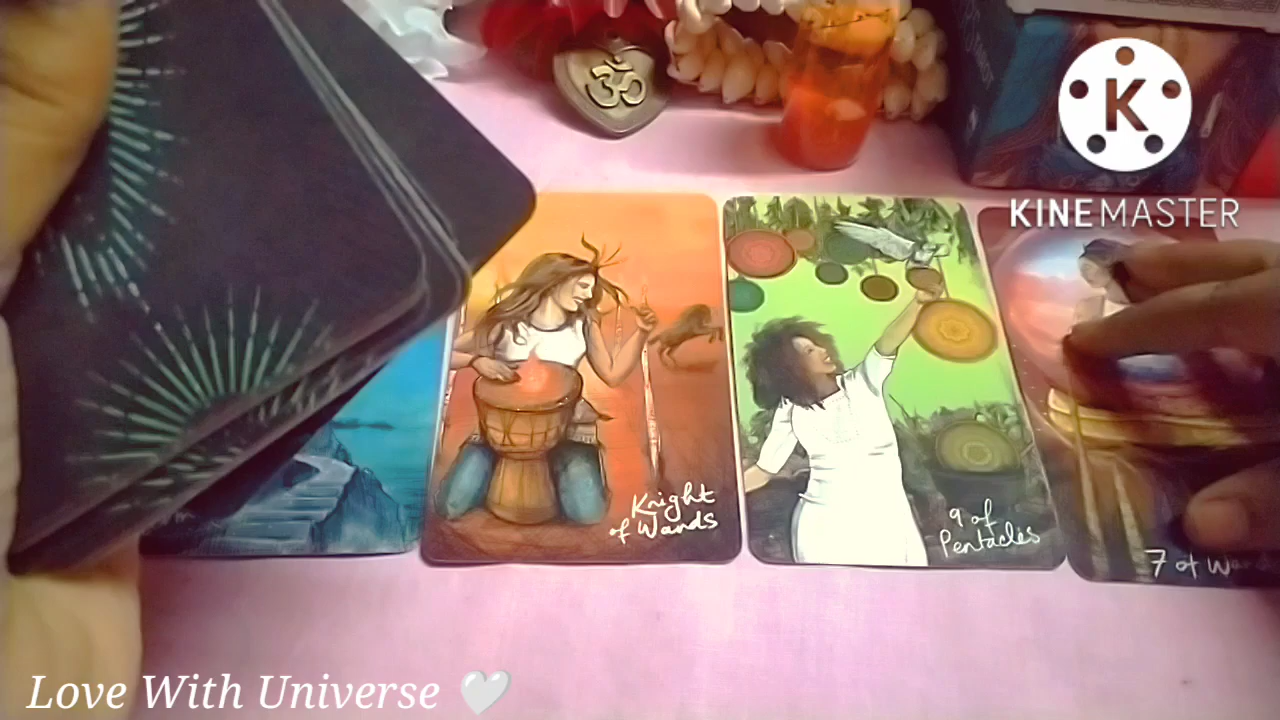 KINEMASTER
Knight
of Wands
9 of
Pentacles
7 of
Love With Universe 🤍